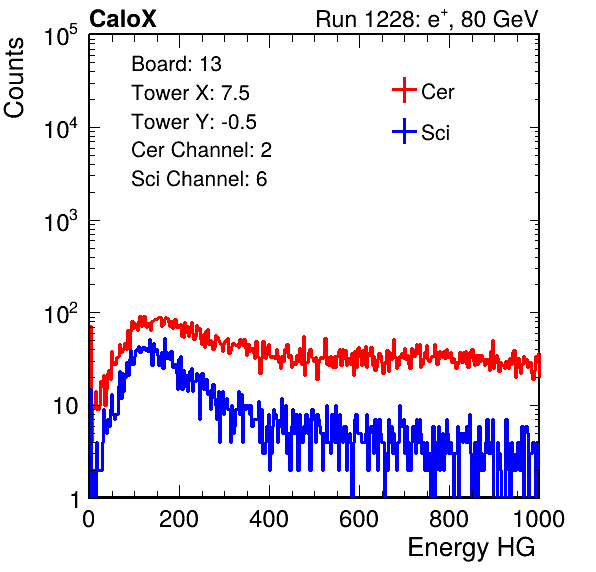 CaloX Run 1228: e⁺, 80 GeV
Counts
10⁵
10⁴
10³
10²
10
1
Board: 13
Tower X: 7.5
Tower Y: -0.5
Cer Channel: 2
Sci Channel: 6
Cer
Sci
0 200 400 600 800 1000
Energy HG